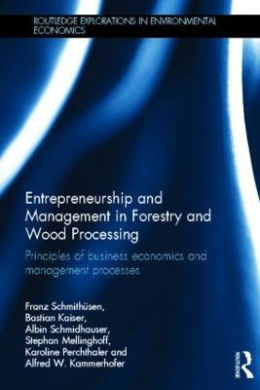 ROUTLEDGE EXPLORATIONS IN ENVIRONMENTAL
ECONOMICS
Entrepreneurship and
Management in Forestry and
Wood Processing
Principles of business economics and
management processes
Franz Schmithüsen,
Bastian Kaiser,
Albin Schmidhauser,
Stephan Mellinghoff,
Karoline Perchthaler and
Alfred W. Kammerhofer
ROUTLEDGE